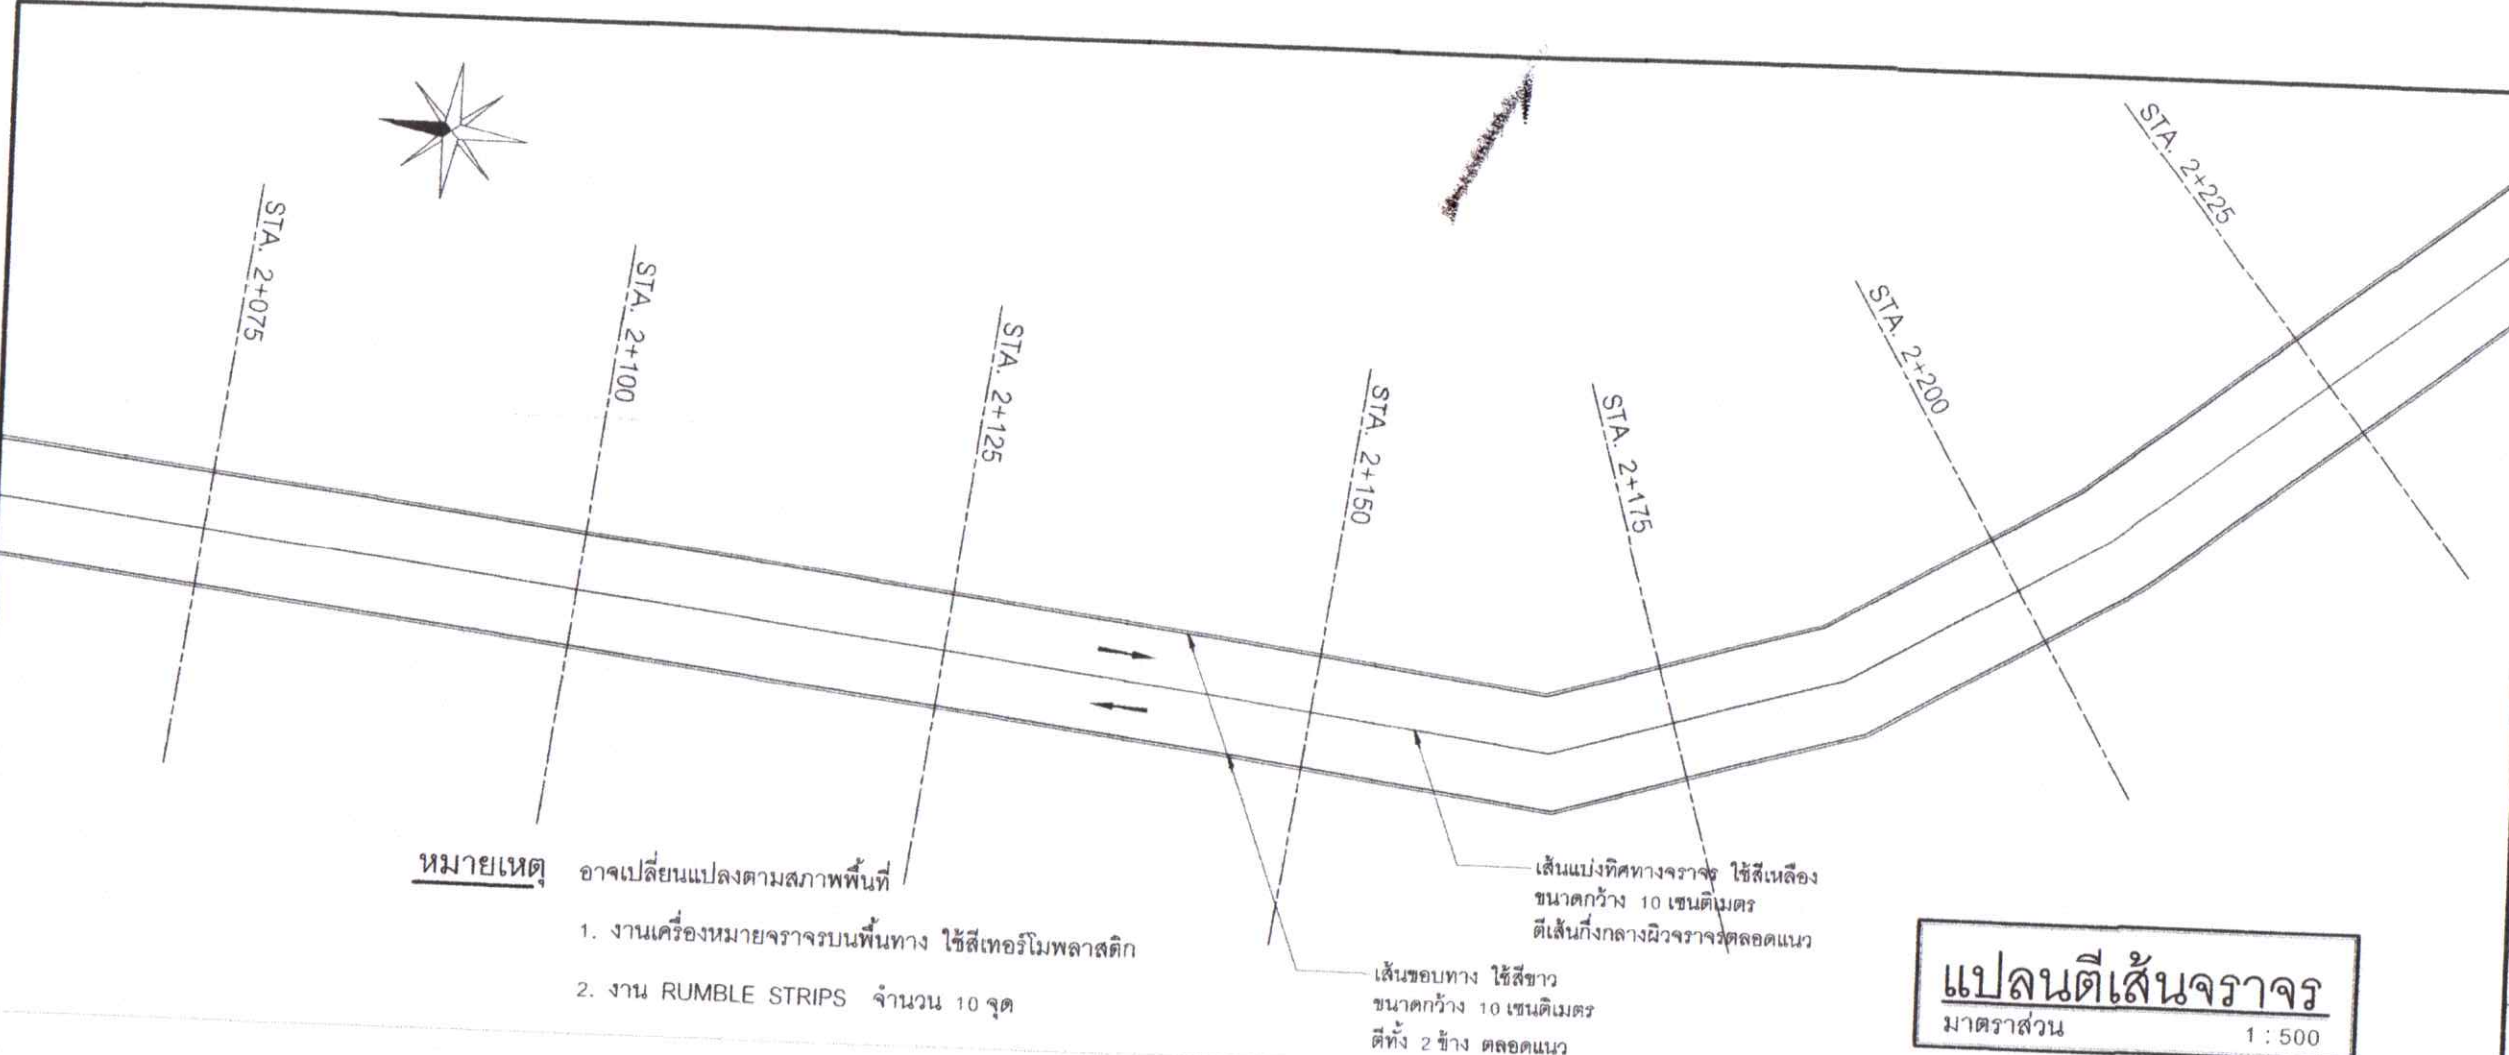 STA. 2+075
STA. 2+100
STA. 2+125
STA. 2+150
STA. 2+175
STA. 2+200
STA. 2+225
หมายเหตุ อาจเปลี่ยนแปลงตามสภาพพื้นที่
1. งานเครื่องหมายจราจรบนพื้นทาง ใช้สีเทอร์โมพลาสติก
2. งาน RUMBLE STRIPS จำนวน 10 จุด
เส้นแบ่งทิศทางจราจร ใช้สีเหลือง
ขนาดกว้าง 10 เซนติเมตร
ตีเส้นกึ่งกลางผิวจราจรตลอดแนว
เส้นขอบทาง ใช้สีขาว
ขนาดกว้าง 10 เซนติเมตร
ตีทั้ง 2 ข้าง ตลอดแนว
แปลนตีเส้นจราจร
มาตราส่วน 1 : 500